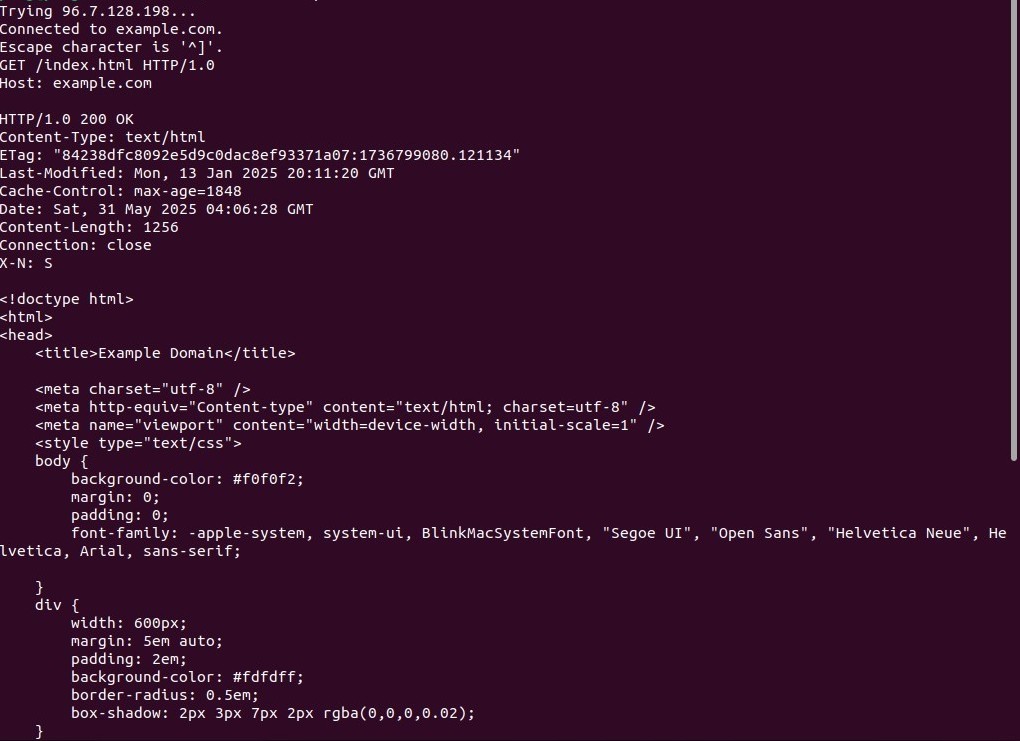 Trying 96.7.128.198...
Connected to example.com.
Escape character is '^]'.
GET /index.html HTTP/1.0
Host: example.com

HTTP/1.0 200 OK
Content-Type: text/html
ETag: "84238dfc8092e5d9c0dac8ef93371a07:1736799080.121134"
Last-Modified: Mon, 13 Jan 2025 20:11:20 GMT
Cache-Control: max-age=1848
Date: Sat, 31 May 2025 04:06:28 GMT
Content-Length: 1256
Connection: close
X-N: S

<!doctype html>
<html>
<head>
    <title>Example Domain</title>

    <meta charset="utf-8" />
    <meta http-equiv="Content-type" content="text/html; charset=utf-8" />
    <meta name="viewport" content="width=device-width, initial-scale=1" />
    <style type="text/css">
    body {
        background-color: #f0f0f2;
        margin: 0;
        padding: 0;
        font-family: -apple-system, system-ui, BlinkMacSystemFont, "Segoe UI", "Open Sans", "Helvetica Neue", He
lvetica, Arial, sans-serif;

    }
    div {
        width: 600px;
        margin: 5em auto;
        padding: 2em;
        background-color: #fdfdff;
        border-radius: 0.5em;
        box-shadow: 2px 3px 7px 2px rgba(0,0,0,0.02);
    }